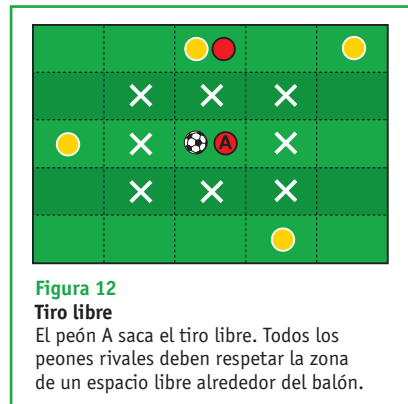 A
Figura 12
Tiro libre
El peón A saca el tiro libre. Todos los
peones rivales deben respetar la zona
de un espacio libre alrededor del balón.